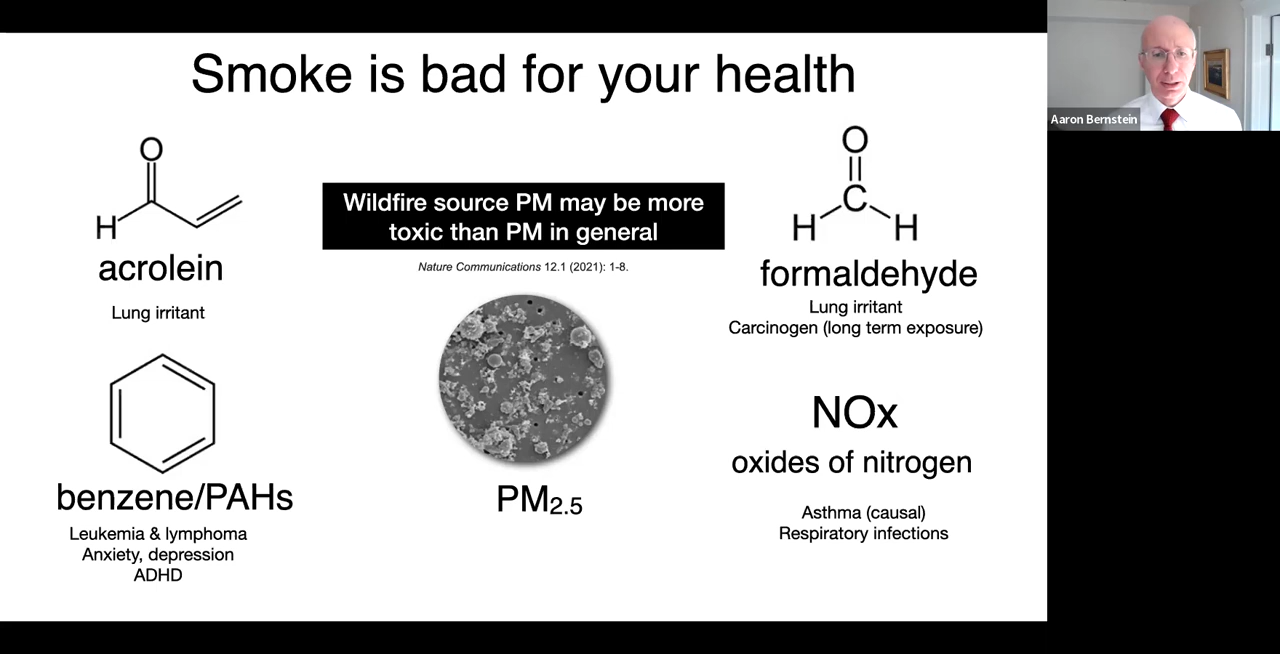 Smoke is bad for your health
Aaron Bernstein
O
H
acrolein
Lung irritant
Wildfire source PM may be more
toxic than PM in general
Nature Communications 12.1 (2021): 1-8.
O
C
H H
formaldehyde
Lung irritant
Carcinogen (long term exposure)
benzene/PAHs
Leukemia & lymphoma
Anxiety, depression
ADHD
PM2.5
NOx
oxides of nitrogen
Asthma (causal)
Respiratory infections